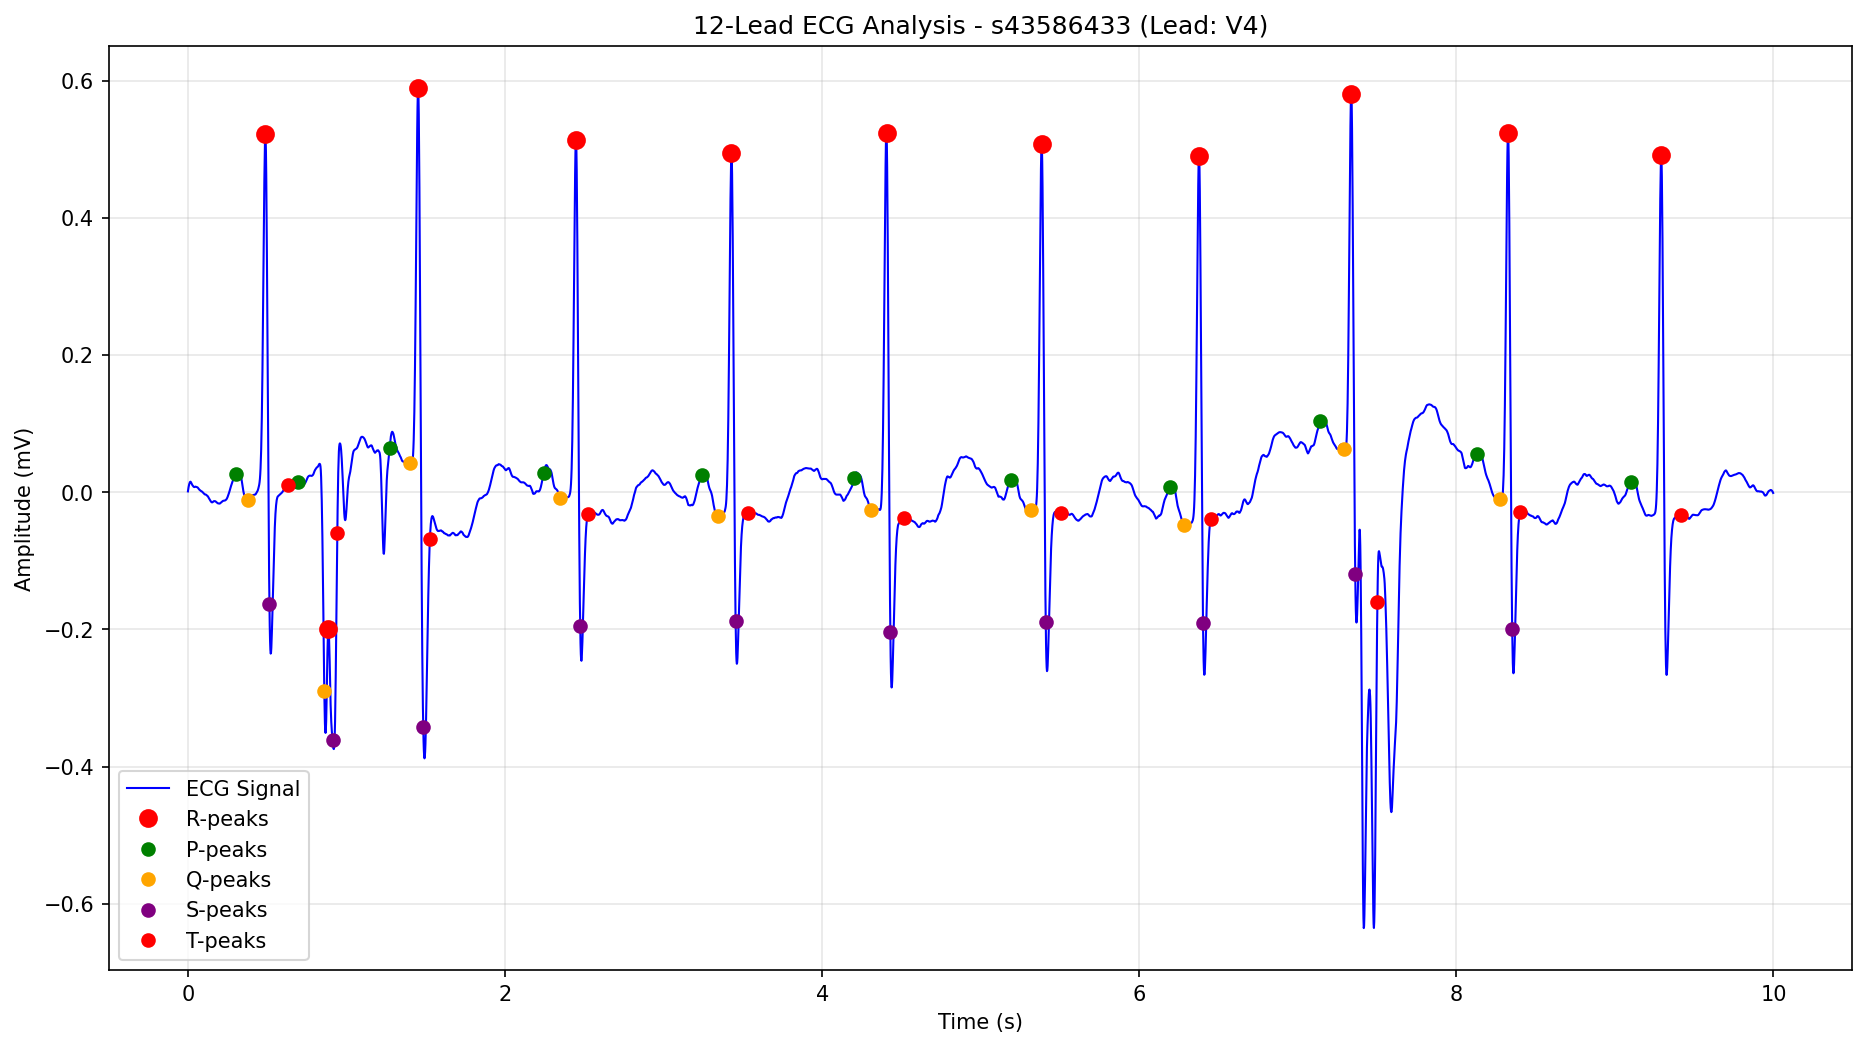 12-Lead ECG Analysis - s43586433 (Lead: V4)
Amplitude (mV)
0.6
0.4
0.2
0.0
−0.2
−0.4
−0.6
ECG Signal
R-peaks
P-peaks
Q-peaks
S-peaks
T-peaks
0 2 4 6 8 10
Time (s)